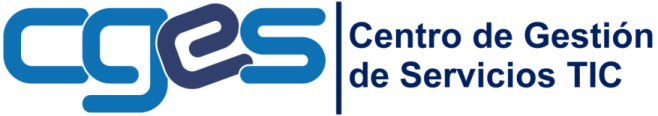 cges
Centro de Gestión
de Servicios TIC